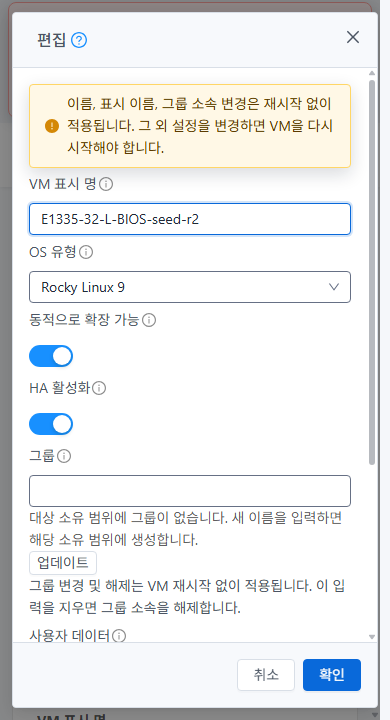 편집
이름, 표시 이름, 그룹 소속 변경은 재시작 없이
적용됩니다. 그 외 설정을 변경하면 VM을 다시
시작해야 합니다.
VM 표시 명
E1335-32-L-BIOS-seed-r2
OS 유형
Rocky Linux 9
동적으로 확장 가능
HA 활성화
그룹
대상 소유 범위에 그룹이 없습니다. 새 이름을 입력하면
해당 소유 범위에 생성합니다.
업데이트
그룹 변경 및 해제는 VM 재시작 없이 적용됩니다. 이 입
력을 지우면 그룹 소속을 해제합니다.
사용자 데이터
취소
확인
VM 표시 명